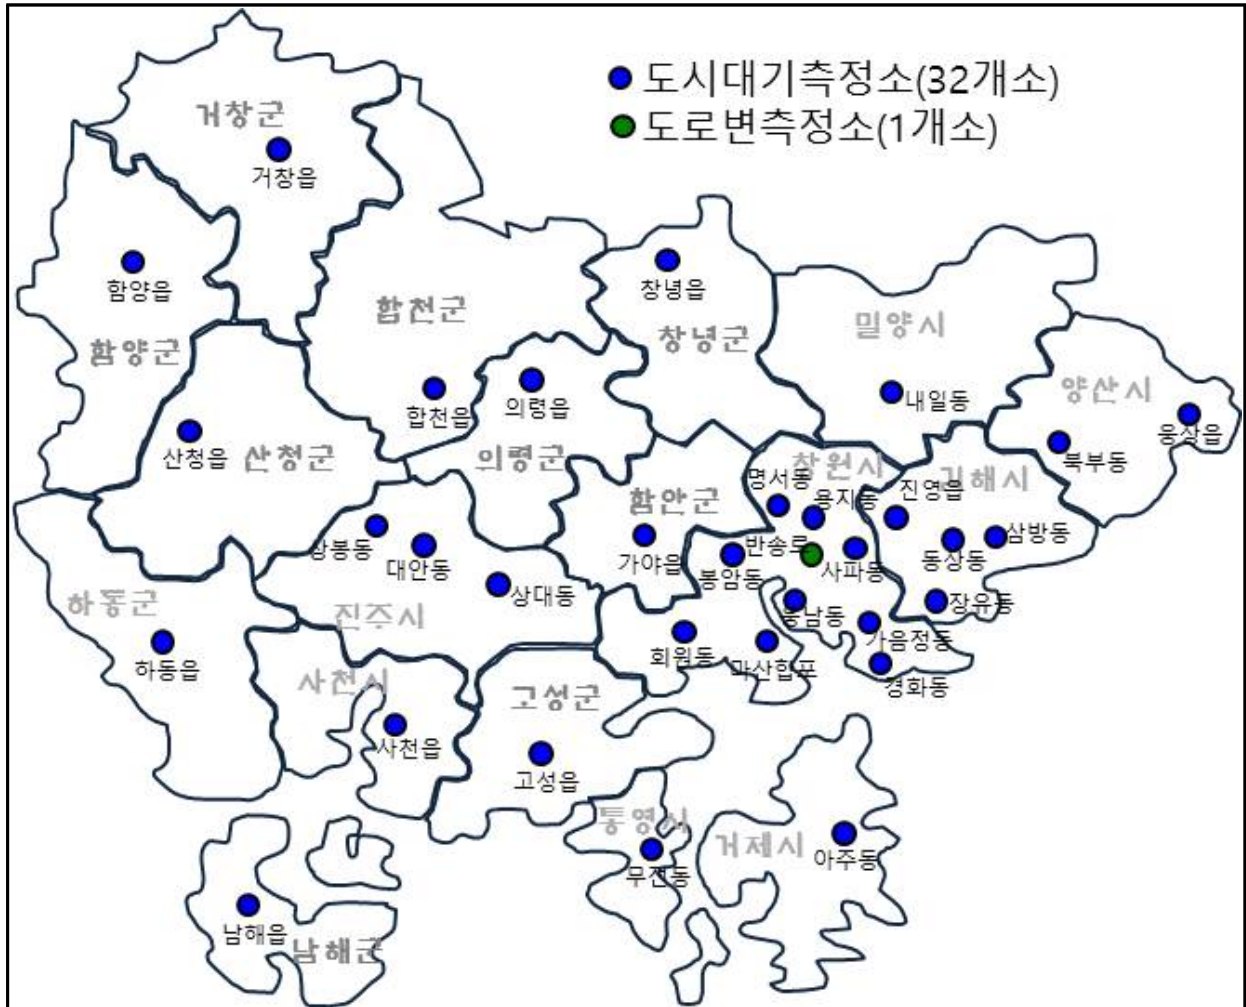 도시대기측정소(32개소)
도로변측정소(1개소)
거창군
거창읍
함양읍
함양군
합천군
합천읍
창녕읍
창녕군
밀양시
내일동
양산시
웅상읍
북부동
의령읍
의령군
산청읍
산청군
함안군
가야읍
창원시
명서동
용지동
반송로
봉암동
사파동
웅남동
가음정동
경화동
회원동
마산합포
김해시
진영읍
동상동
삼방동
장유동
상봉동
대안동
상대동
진주시
하동군
하동읍
사천시
사천읍
고성군
고성읍
통영시
무전동
거제시
아주동
남해읍
남해군